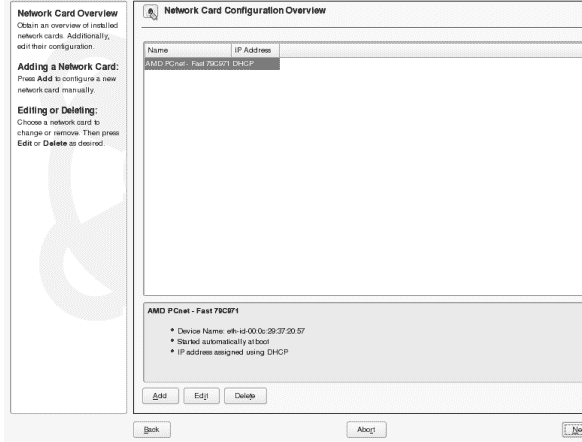 Network Card Overview
Obtain an overview of installed
network cards. Additionally,
edit their configuration.
Adding a Network Card:
Press Add to configure a new
network card manually.
Editing or Deleting:
Choose a network card to
change or remove. Then press
Edit or Delete as desired.
Network Card Configuration Overview
Name IP Address
AMD PCnet - Fast 79C971 DHCP
AMD PCnet - Fast 79C971
• Device Name: eth-id-00:0c:29:37:20:57
• Started automatically at boot
• IP address assigned using DHCP
Add Edit Delete
Back Abort Ne